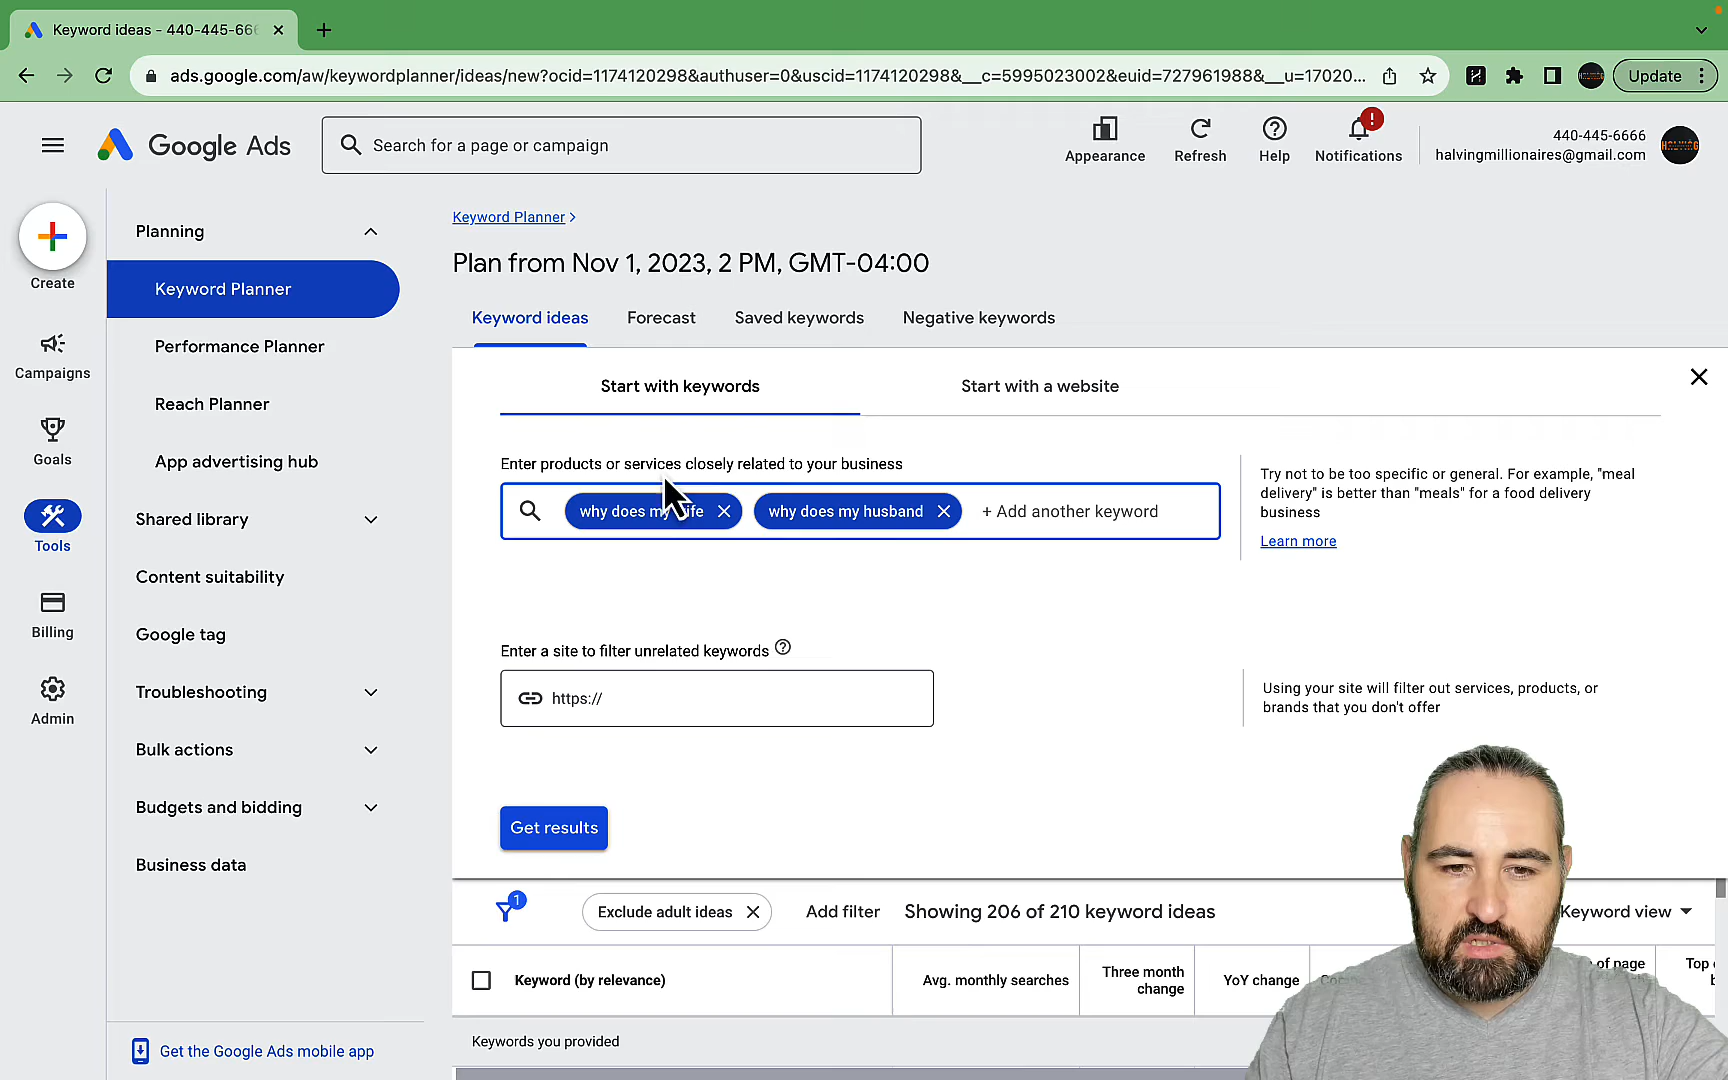 Keyword ideas - 440-445-666
ads.google.com/aw/keywordplanner/ideas/new?ocid=1174120298&authuser=0&uscid=1174120298&__c=5995023002&euid=727961988&__u=17020...
Update
Google Ads
Search for a page or campaign
Appearance
Refresh
Help
Notifications
440-445-6666
halvingmillionaires@gmail.com
HALVING
Create
Campaigns
Goals
Tools
Billing
Admin
Planning
Keyword Planner
Performance Planner
Reach Planner
App advertising hub
Shared library
Content suitability
Google tag
Troubleshooting
Bulk actions
Budgets and bidding
Business data
Get the Google Ads mobile app
Keyword Planner
Plan from Nov 1, 2023, 2 PM, GMT-04:00
Keyword ideas
Forecast
Saved keywords
Negative keywords
Start with keywords
Start with a website
Enter products or services closely related to your business
why does my ife
why does my husband
+ Add another keyword
Try not to be too specific or general. For example, "meal
delivery" is better than "meals" for a food delivery
business
Learn more
Enter a site to filter unrelated keywords
https://
Using your site will filter out services, products, or
brands that you don't offer
Get results
1
Exclude adult ideas
Add filter
Showing 206 of 210 keyword ideas
Keyword view
Keyword (by relevance)
Avg. monthly searches
Three month
change
YoY change
of page
Top
Keywords you provided